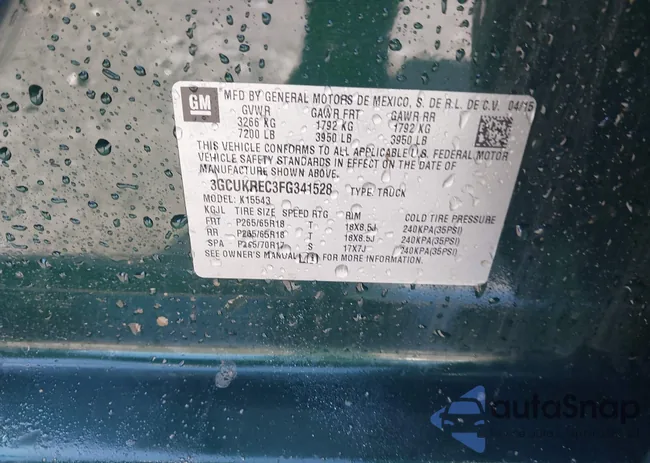 GM MFD BY GENERAL MOTORS DE MEXICO, S. DE R.L. DE C.V. 04/15
GVWR GAWR FRT GAWR RR
3266 KG 1792 KG 1792 KG
7200 LB 3950 LB 3950 LB
THIS VEHICLE CONFORMS TO ALL APPLICABLE U.S. FEDERAL MOTOR
VEHICLE SAFETY STANDARDS IN EFFECT ON THE DATE OF
MANUFACTURE SHOWN ABOVE.
3GCUKREC3FG341528 TYPE: TRUCK
MODEL: K15543
KGJL TIRE SIZE SPEED RTG RIM COLD TIRE PRESSURE
FRT P265/65R18 T 18X8.5J 240KPA(35PSI)
RR P265/65R18 T 18X8.5J 240KPA(35PSI)
SPA P265/70R17 S 17X7J 240KPA(35PSI)
SEE OWNER'S MANUAL FOR MORE INFORMATION.
autoSnap